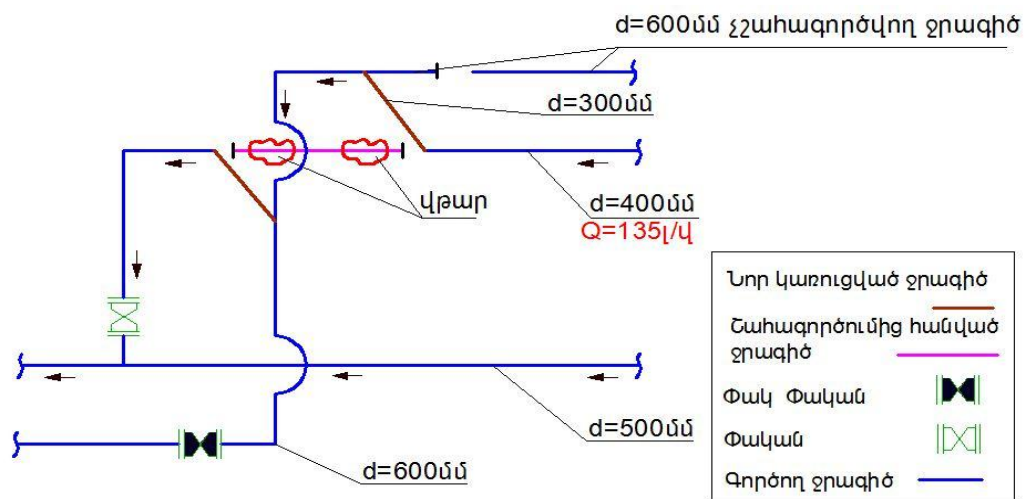 d=600մմ չշահագործվող ջրագիծ
d=300մմ
վթար
d=400մմ
Q=135լ/վ
d=500մմ
d=600մմ
Նոր կառուցված ջրագիծ
Շահագործումից հանված
ջրագիծ
Փակ Փական
Փական
Գործող ջրագիծ